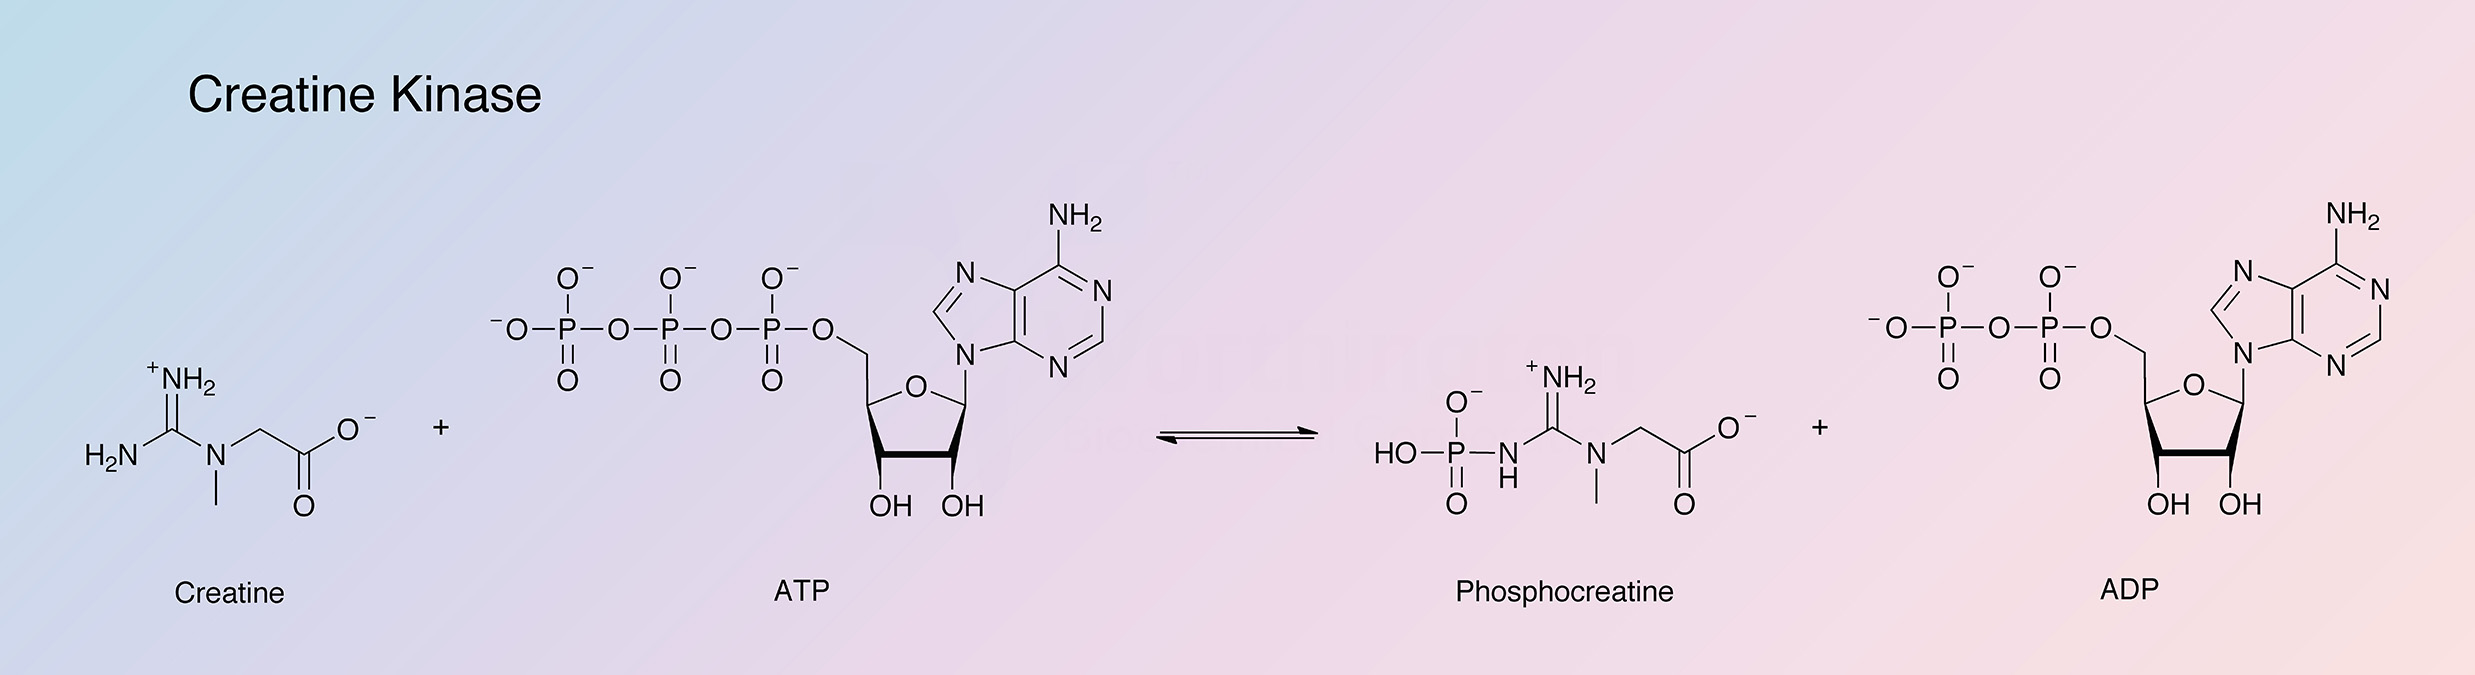 Creatine Kinase
+NH2
H2N
N
O−
O
+
O− O− O−
−O P O P O P O
O O O
NH2
N
N
N
N
O
OH OH
+NH2
O−
HO P N
H
O
N
O−
O
+
O− O−
−O P O P O
O O
NH2
N
N
N
N
O
OH OH
Creatine
ATP
Phosphocreatine
ADP